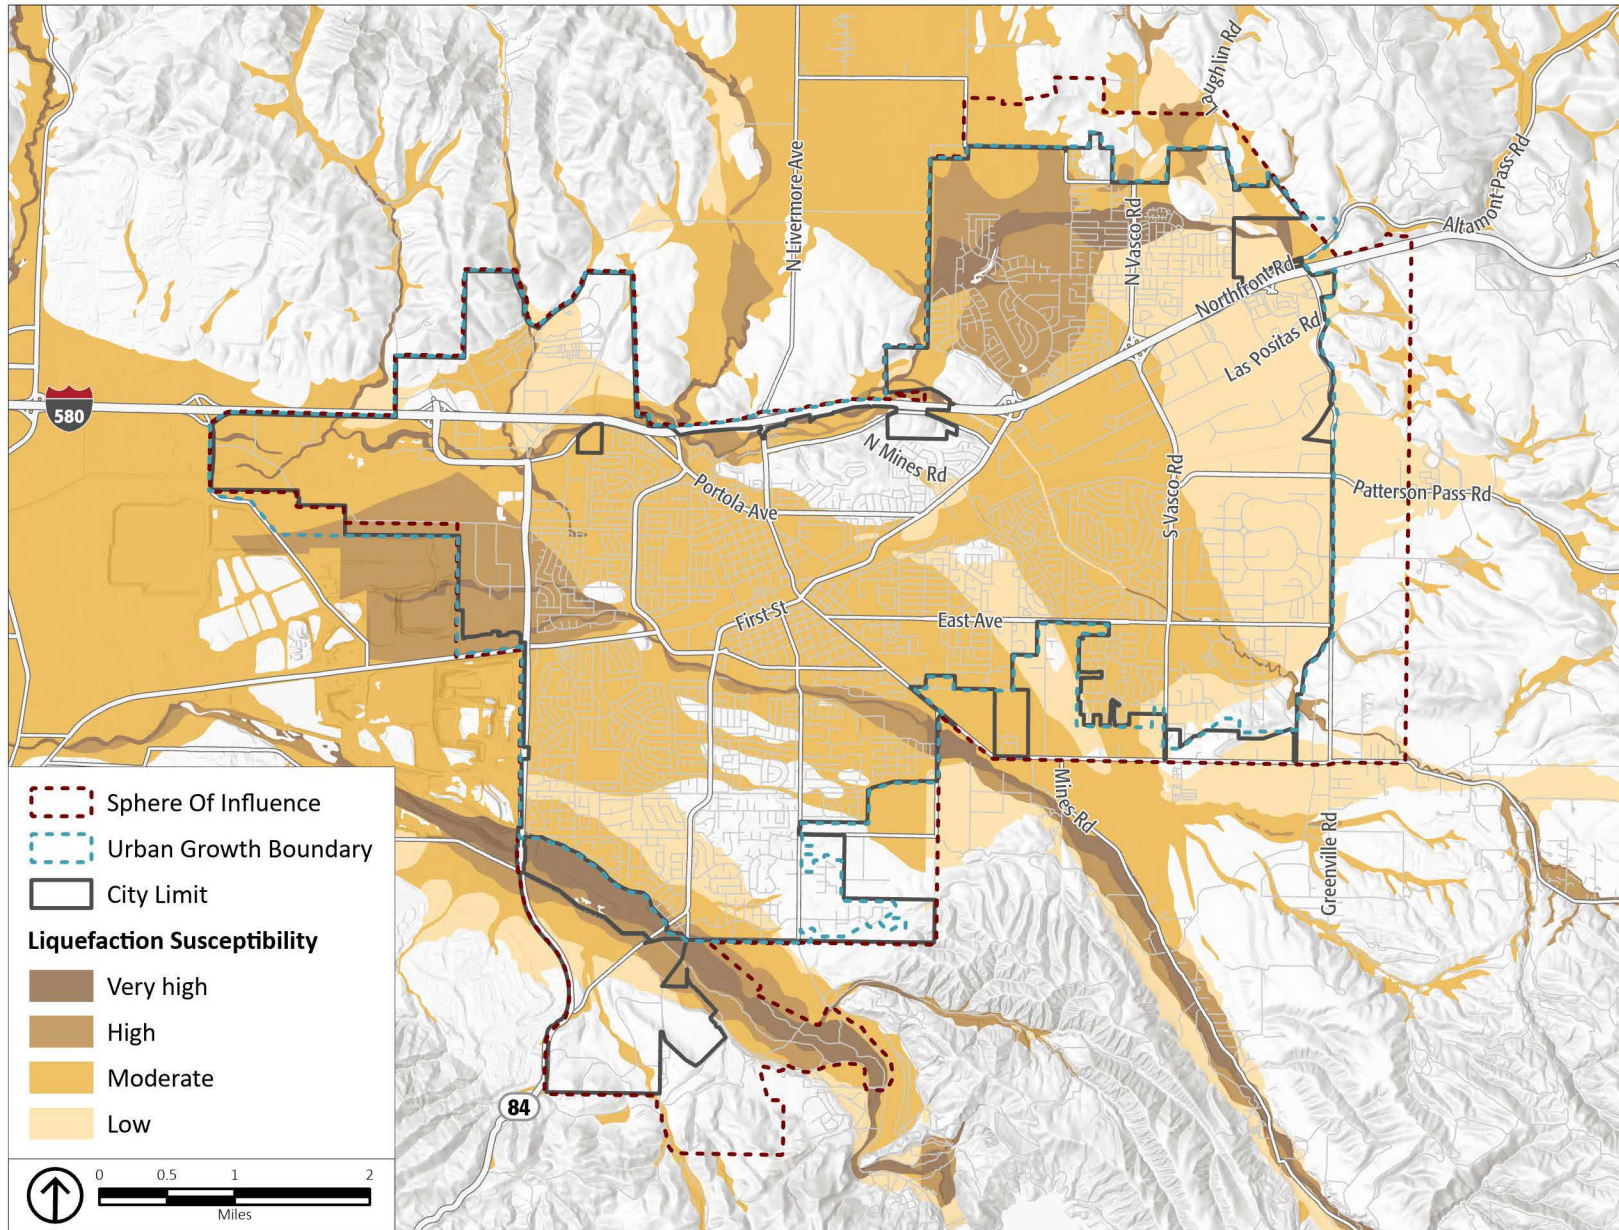 Laughlin Rd
N Livermore Ave
Altamont Pass Rd
N Vasco Rd
Northfront Rd
Las Positas Rd
580
N Mines Rd
Portola Ave
S Vasco Rd
Patterson Pass Rd
First St
East Ave
Mines Rd
Greenville Rd
84
Sphere Of Influence
Urban Growth Boundary
City Limit
Liquefaction Susceptibility
Very high
High
Moderate
Low
0 0.5 1 2
Miles